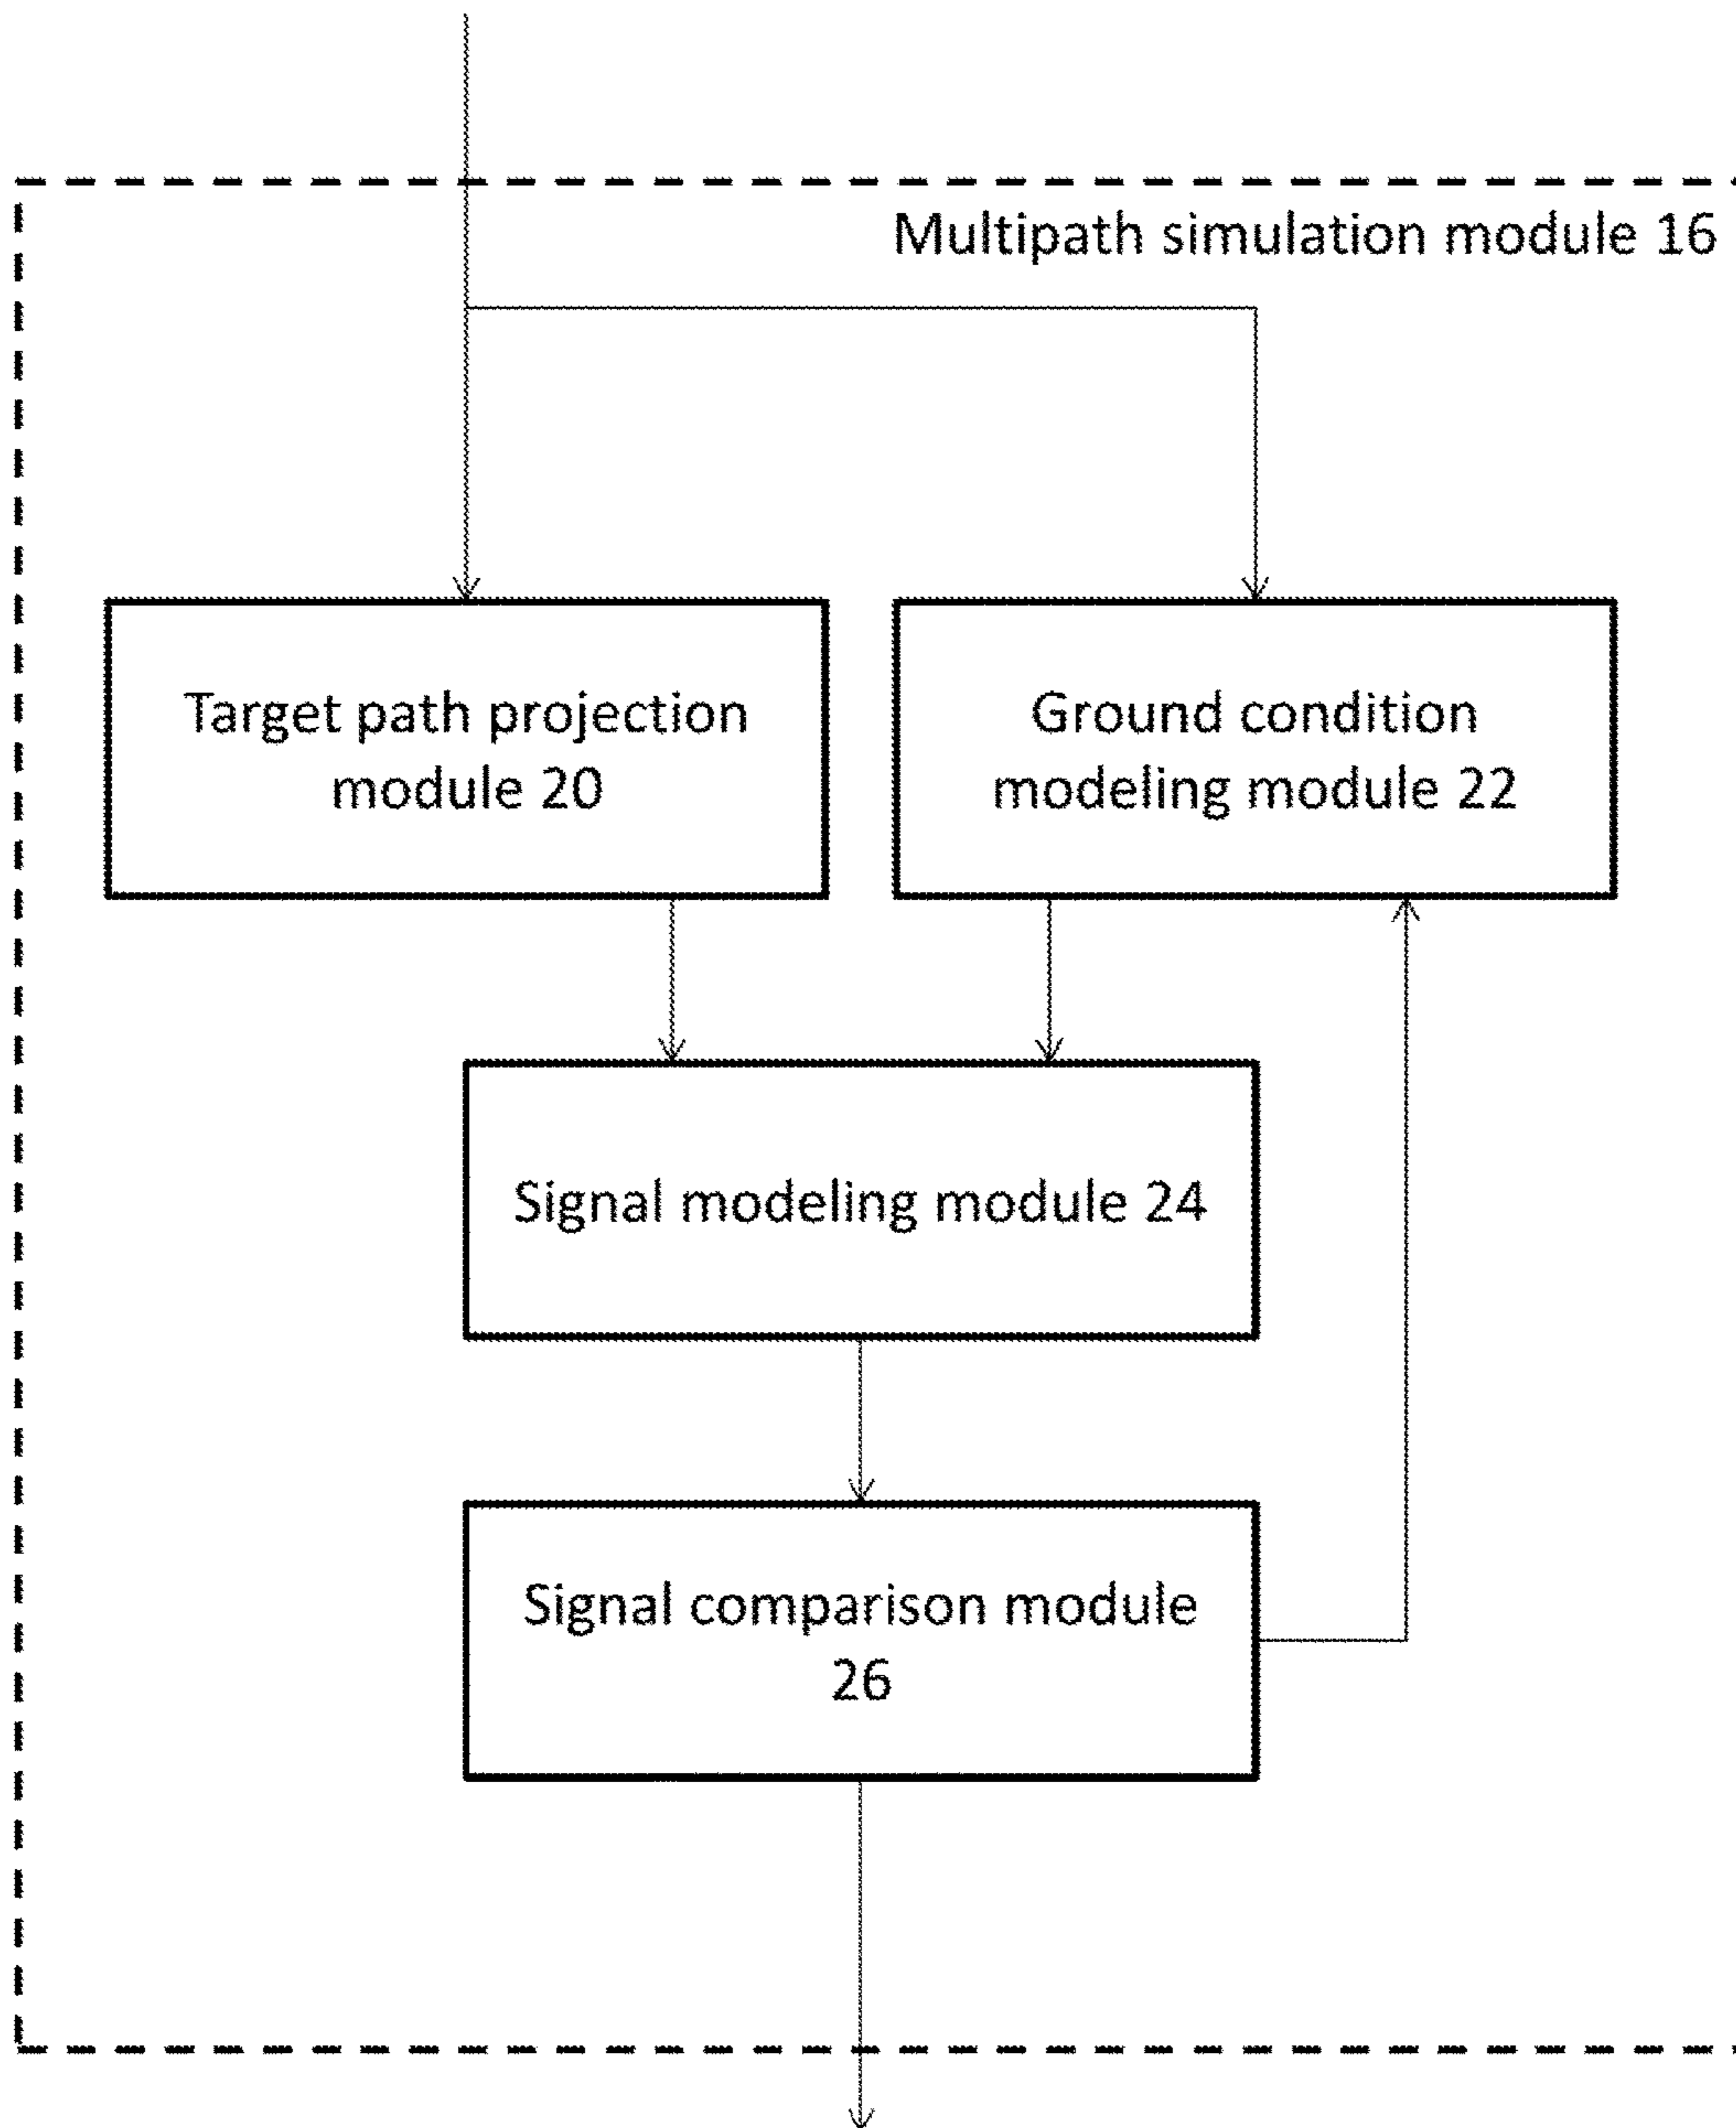 Multipath simulation module 16
Target path projection
module 20
Ground condition
modeling module 22
Signal modeling module 24
Signal comparison module
26